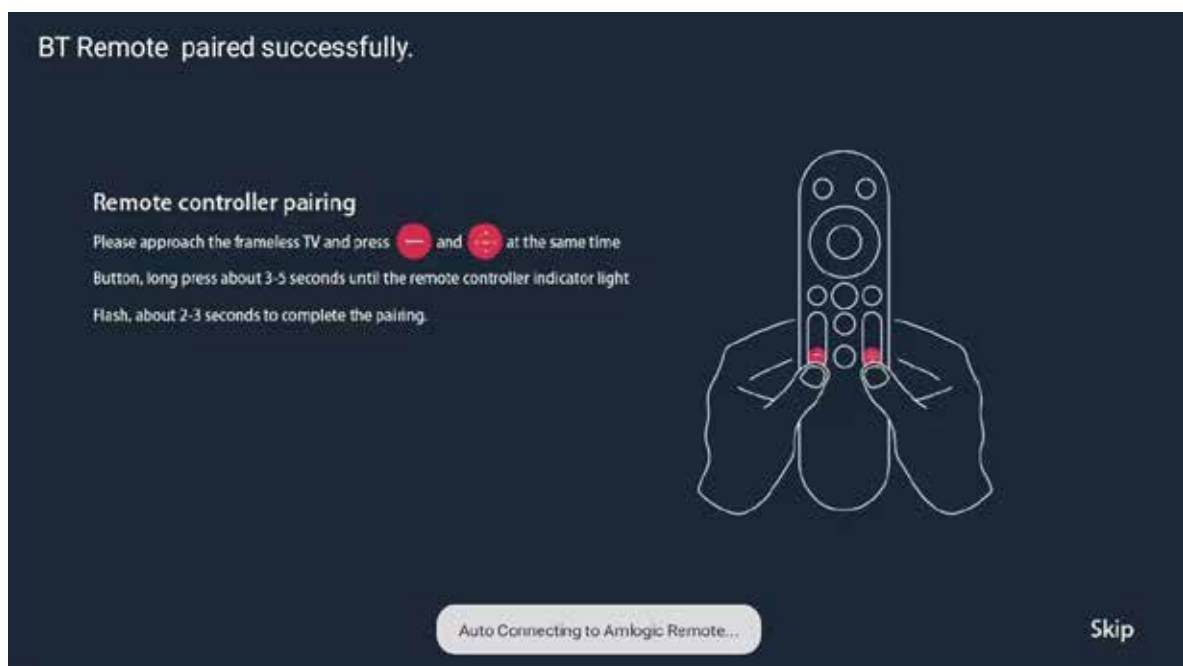 BT Remote paired successfully.
Remote controller pairing
Please approach the frameless TV and press and at the same time
Button, long press about 3-5 seconds until the remote controller indicator light
Flash, about 2-3 seconds to complete the pairing.
Auto Connecting to Amlogic Remote...
Skip